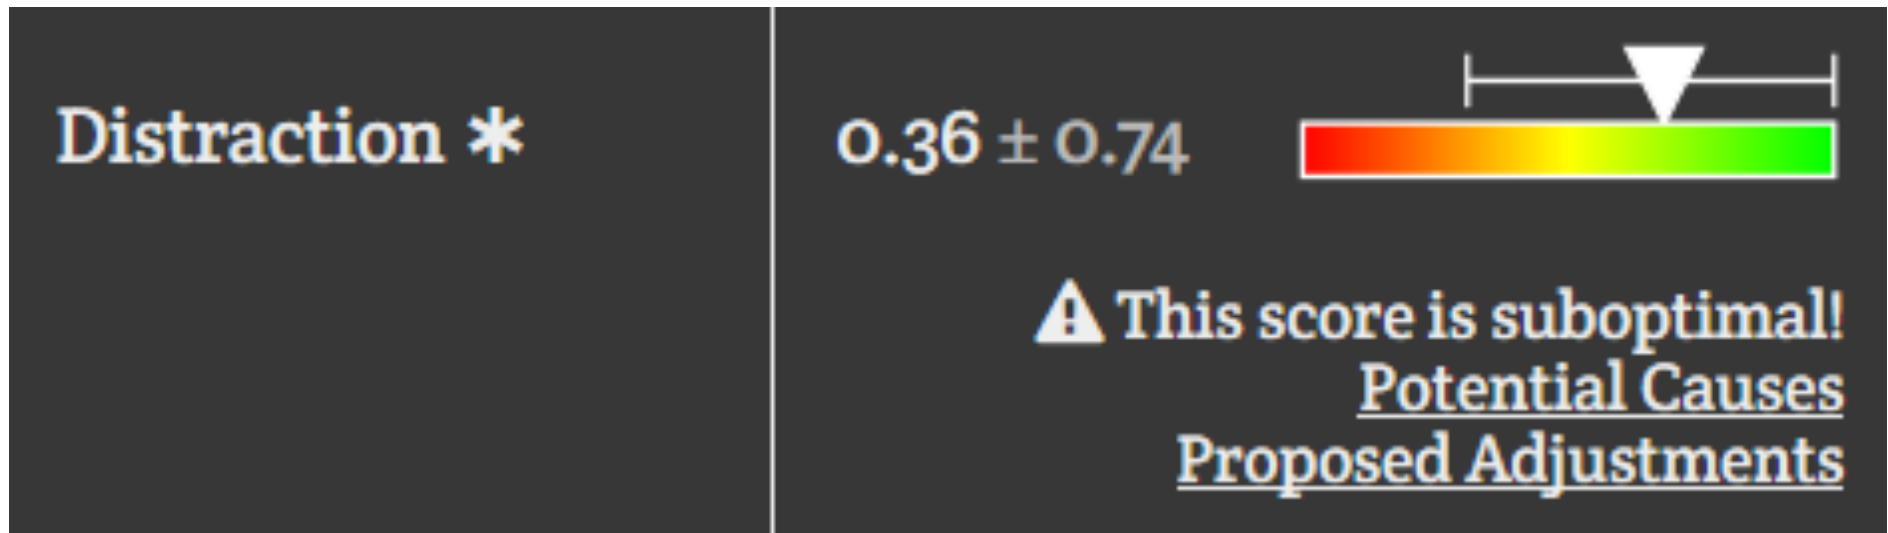 Distraction ✱
0.36 ± 0.74
This score is suboptimal!
Potential Causes
Proposed Adjustments